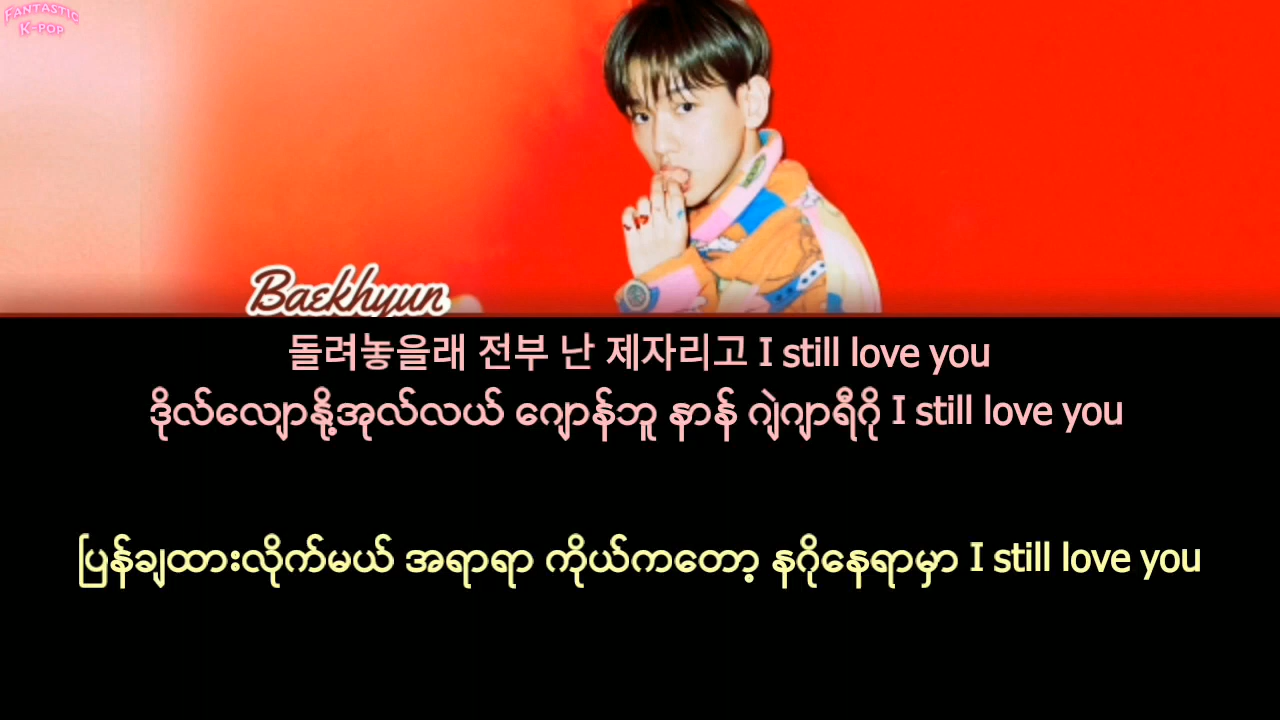 FANTASTIC
K-POP
Baekhyun
돌려놓을래 전부 난 제자리고 I still love you
ဒိုလ်လျောနို့အုလ်လယ် ဂျောန်ဘူ နာန် ဂျဲဂျာရီဂို I still love you
ပြန်ချထားလိုက်မယ် အရာရာ ကိုယ်ကတော့ နဂိုနေရာမှာ I still love you